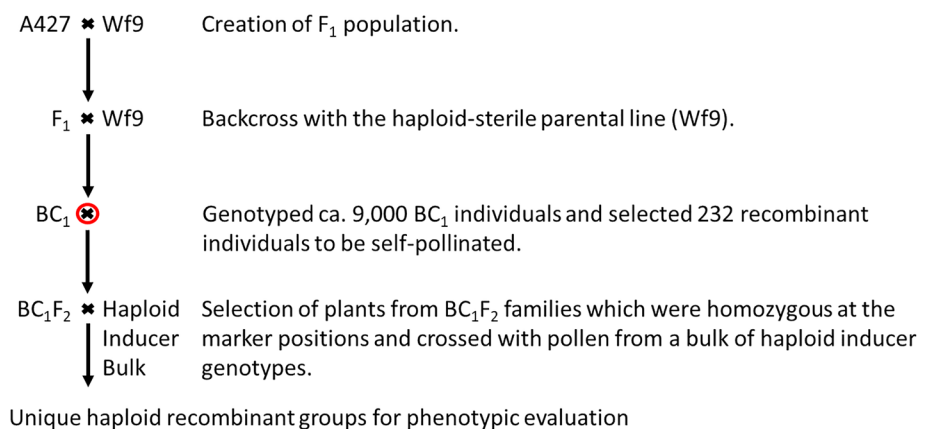 A427 ✖ Wf9 Creation of F₁ population.
F₁ ✖ Wf9 Backcross with the haploid-sterile parental line (Wf9).
BC₁ ✖ Genotyped ca. 9,000 BC₁ individuals and selected 232 recombinant
individuals to be self-pollinated.
BC₁F₂ ✖ Haploid Selection of plants from BC₁F₂ families which were homozygous at the
Inducer marker positions and crossed with pollen from a bulk of haploid inducer
Bulk genotypes.
Unique haploid recombinant groups for phenotypic evaluation